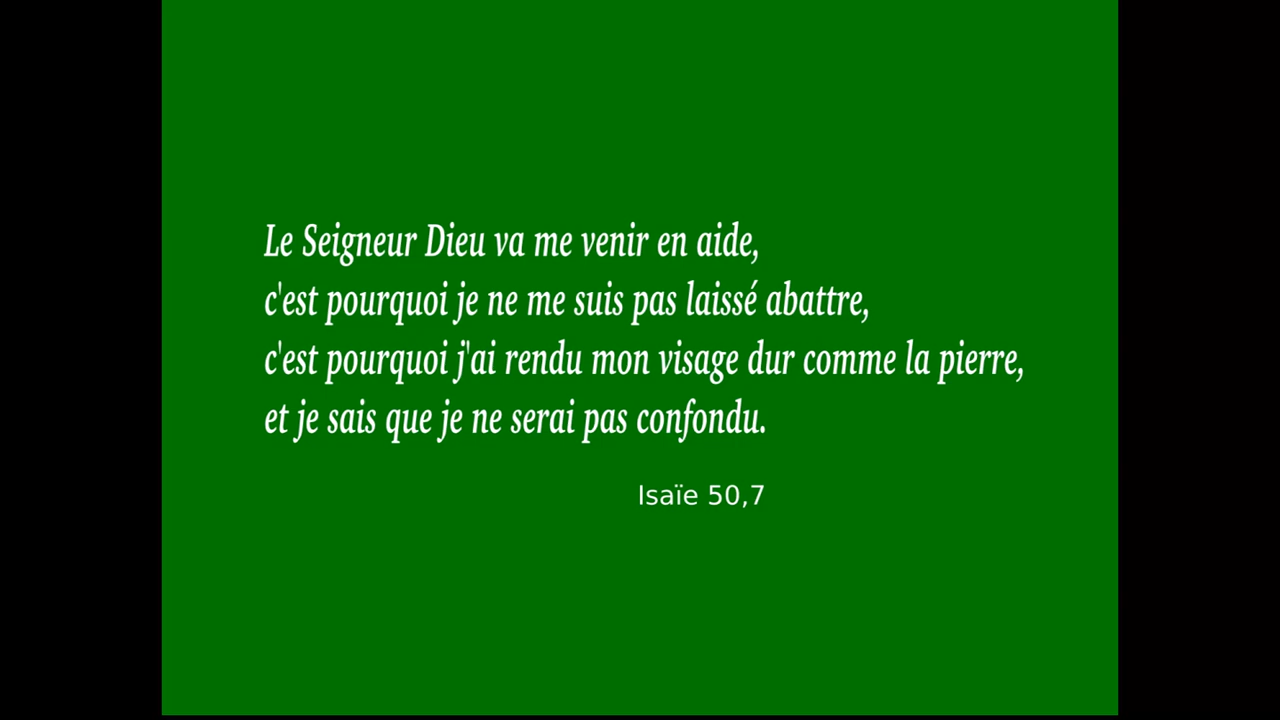 Le Seigneur Dieu va me venir en aide,
c'est pourquoi je ne me suis pas laissé abattre,
c'est pourquoi j'ai rendu mon visage dur comme la pierre,
et je sais que je ne serai pas confondu.
Isaïe 50,7